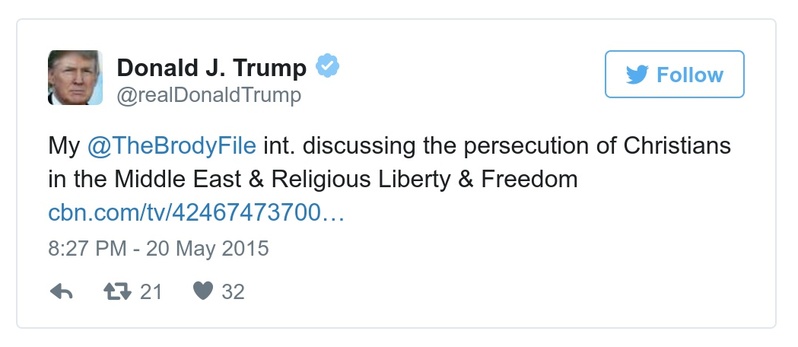 Donald J. Trump
@realDonaldTrump
Follow
My @TheBrodyFile int. discussing the persecution of Christians
in the Middle East & Religious Liberty & Freedom
cbn.com/tv/42467473700…
8:27 PM - 20 May 2015
21 32